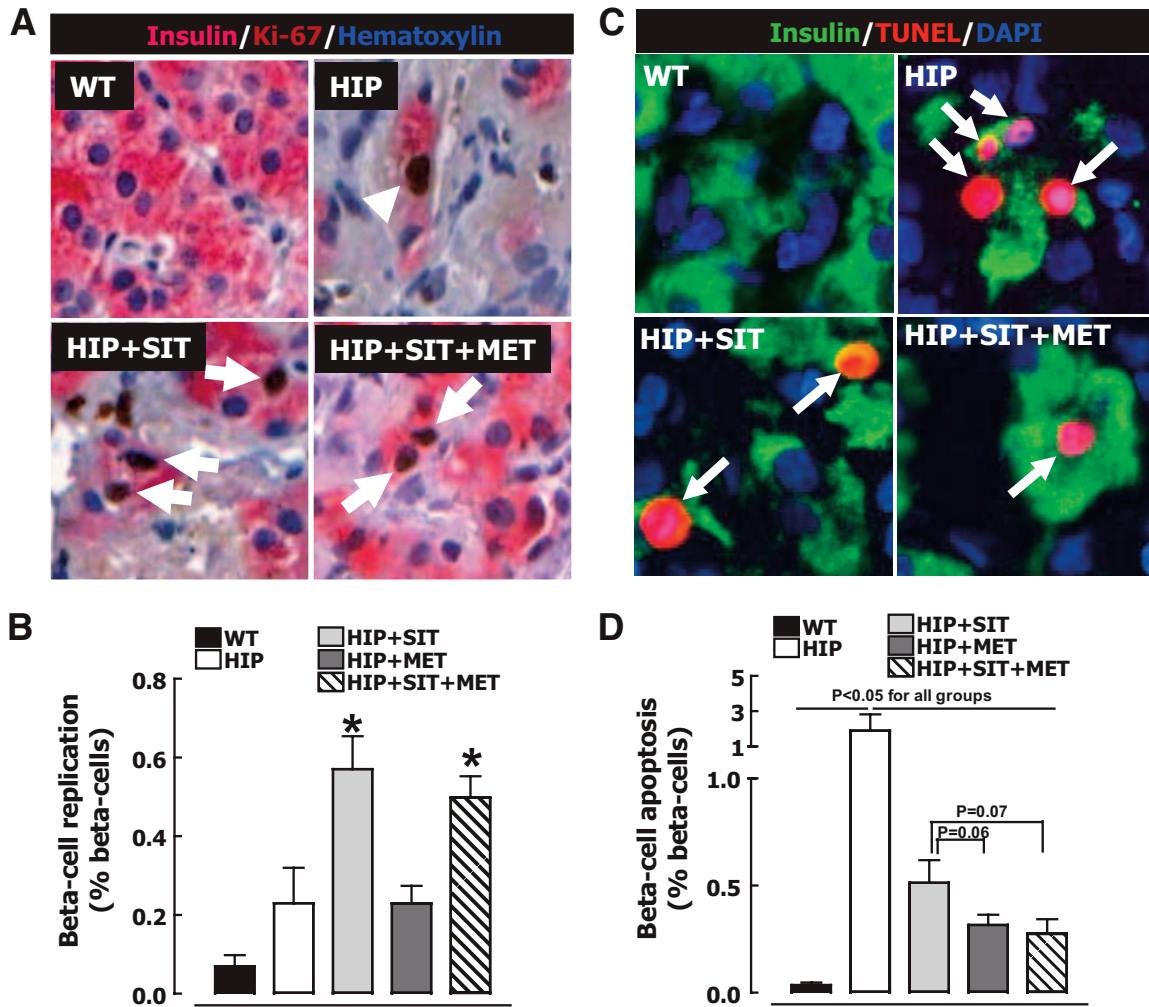 A
Insulin/Ki-67/Hematoxylin
WT
HIP
HIP+SIT
HIP+SIT+MET
B
WT
HIP
HIP+SIT
HIP+MET
HIP+SIT+MET
Beta-cell replication
(% beta-cells)
0.8
0.6
0.4
0.2
0.0
*
*
C
Insulin/TUNEL/DAPI
WT
HIP
HIP+SIT
HIP+SIT+MET
D
WT
HIP
HIP+SIT
HIP+MET
HIP+SIT+MET
Beta-cell apoptosis
(% beta-cells)
5
3
1
1.0
0.5
0.0
P<0.05 for all groups
P=0.07
P=0.06